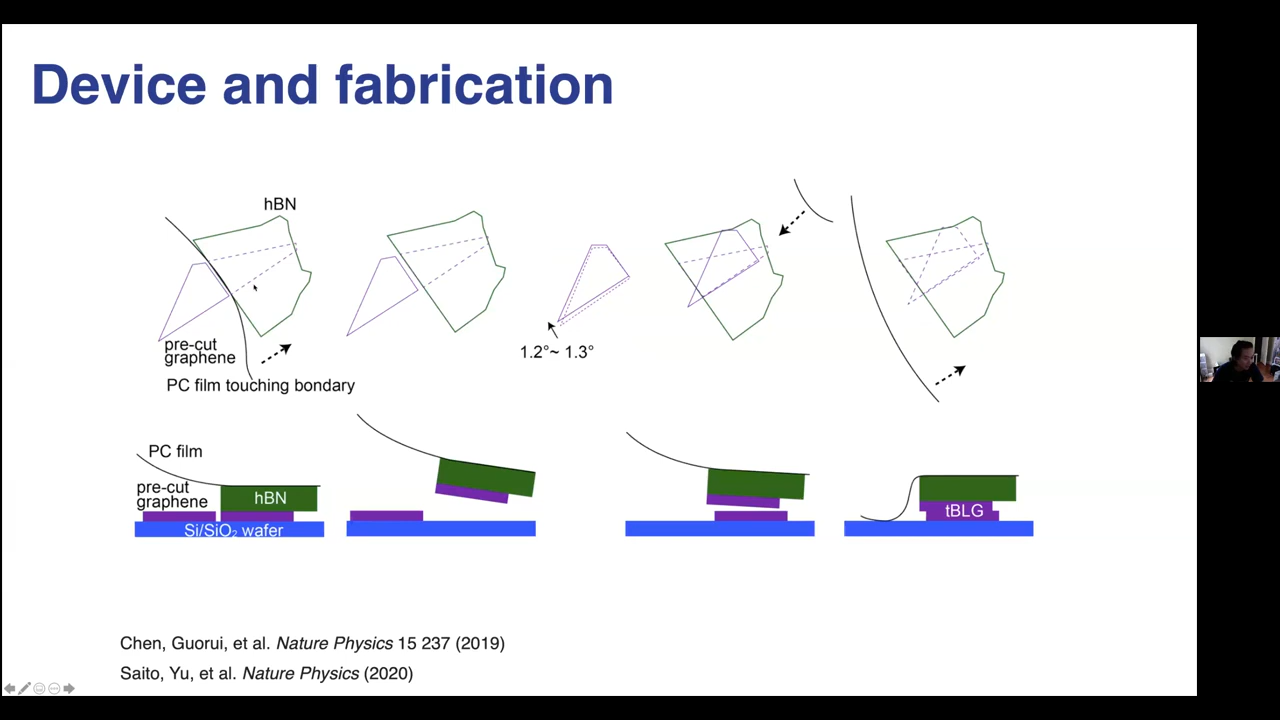 Device and fabrication
hBN
pre-cut
graphene
PC film touching bondary
1.2°~ 1.3°
PC film
pre-cut
graphene
hBN
Si/SiO₂ wafer
tBLG
Chen, Guorui, et al. Nature Physics 15 237 (2019)
Saito, Yu, et al. Nature Physics (2020)